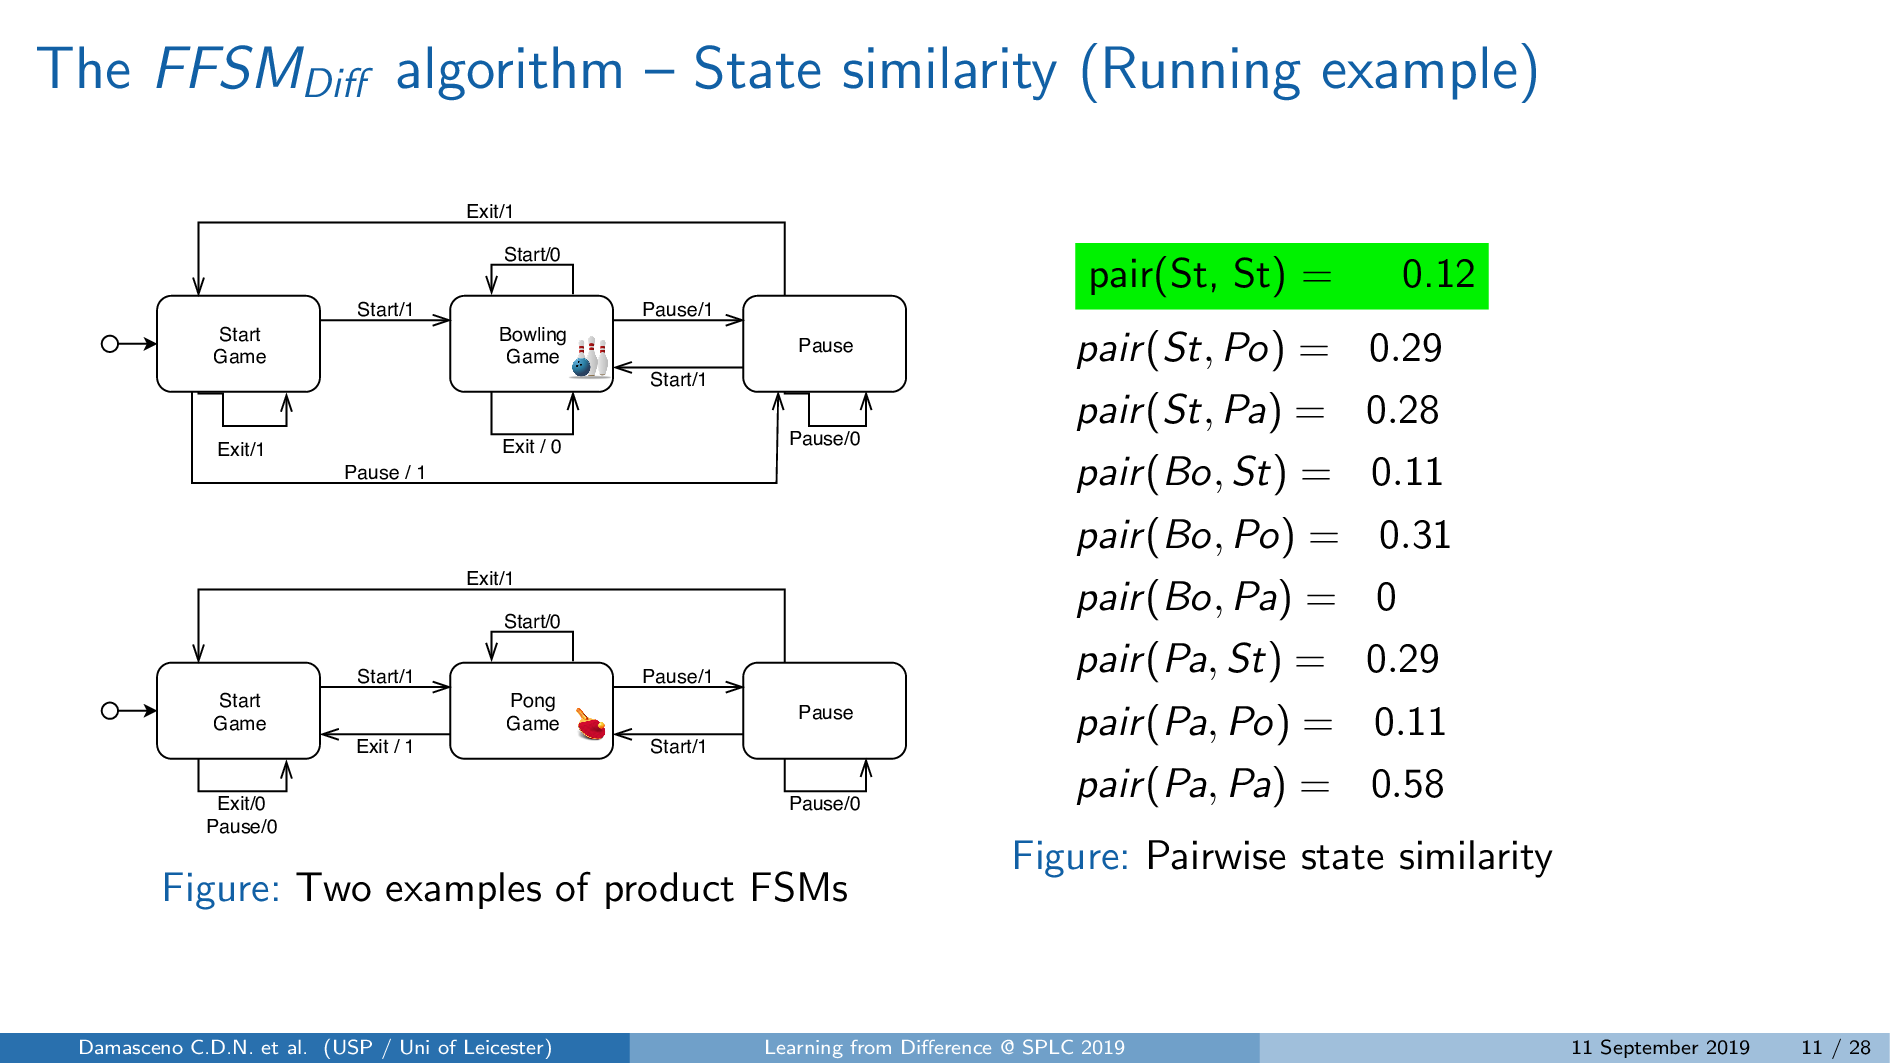 The FFSM_Diff algorithm – State similarity (Running example)
Exit/1
Start/0
Start/1
Pause/1
Start
Game
Bowling
Game
Pause
Start/1
Exit/1
Exit / 0
Pause/0
Pause / 1
Exit/1
Start/0
Start/1
Pause/1
Start
Game
Pong
Game
Pause
Exit / 1
Start/1
Exit/0
Pause/0
Pause/0
Figure: Two examples of product FSMs
pair(St, St) = 0.12
pair(St, Po) = 0.29
pair(St, Pa) = 0.28
pair(Bo, St) = 0.11
pair(Bo, Po) = 0.31
pair(Bo, Pa) = 0
pair(Pa, St) = 0.29
pair(Pa, Po) = 0.11
pair(Pa, Pa) = 0.58
Figure: Pairwise state similarity
Damasceno C.D.N. et al. (USP / Uni of Leicester)
Learning from Difference @ SPLC 2019
11 September 2019
11 / 28